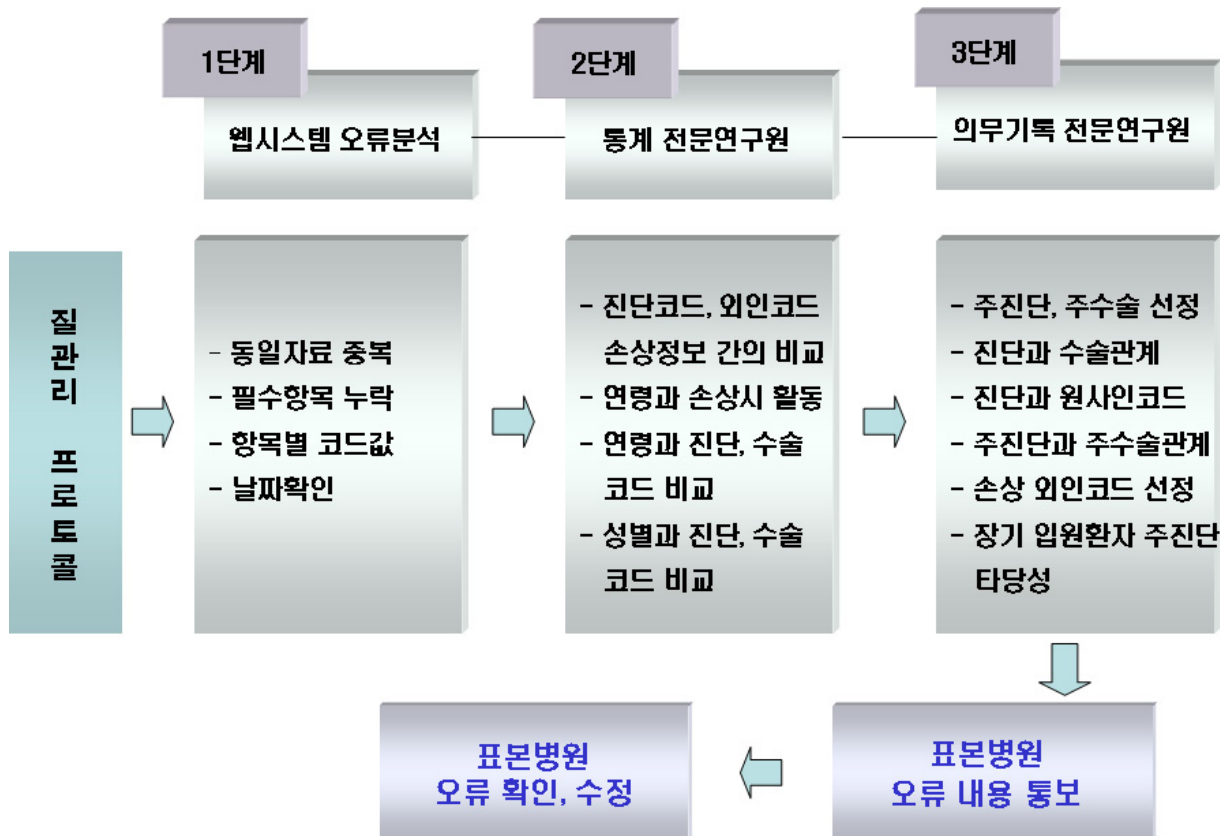 1단계
웹시스템 오류분석
2단계
통계 전문연구원
3단계
의무기톡 전문연구원
질관리 프로토콜
- 동일자료 중복
- 필수항목 누락
- 항목별 코드값
- 날짜확인
- 진단코드, 외인코드
손상정보 간의 비교
- 연령과 손상시 활동
- 연령과 진단, 수술
코드 비교
- 성별과 진단, 수술
코드 비교
- 주진단, 주수술 선정
- 진단과 수술관계
- 진단과 원사인코드
- 주진단과 주수술관계
- 손상 외인코드 선정
- 장기 입원환자 주진단
타당성
표본병원
오류 내용 통보
표본병원
오류 확인, 수정